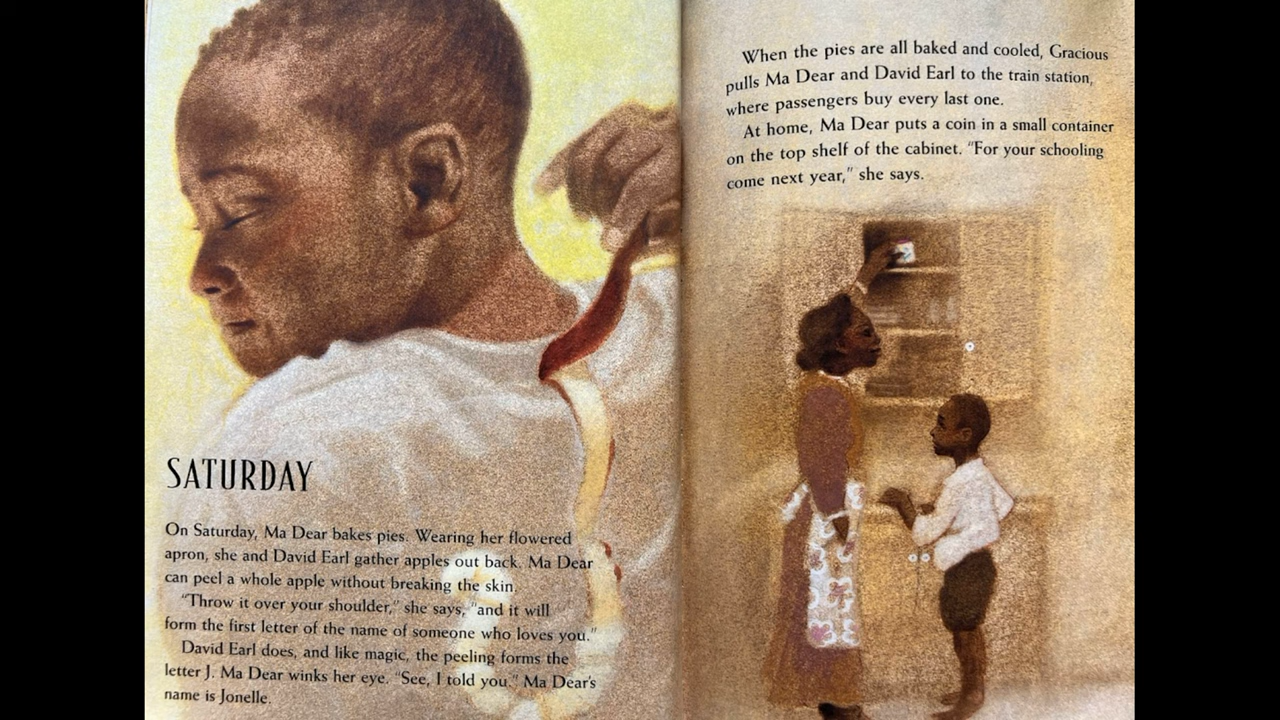 SATURDAY
On Saturday, Ma Dear bakes pies. Wearing her flowered
apron, she and David Earl gather apples out back. Ma Dear
can peel a whole apple without breaking the skin.
"Throw it over your shoulder," she says, "and it will
form the first letter of the name of someone who loves you."
David Earl does, and like magic, the peeling forms the
letter J. Ma Dear winks her eye. "See, I told you." Ma Dear's
name is Jonelle.
When the pies are all baked and cooled, Gracious
pulls Ma Dear and David Earl to the train station,
where passengers buy every last one.
At home, Ma Dear puts a coin in a small container
on the top shelf of the cabinet. "For your schooling
come next year," she says.